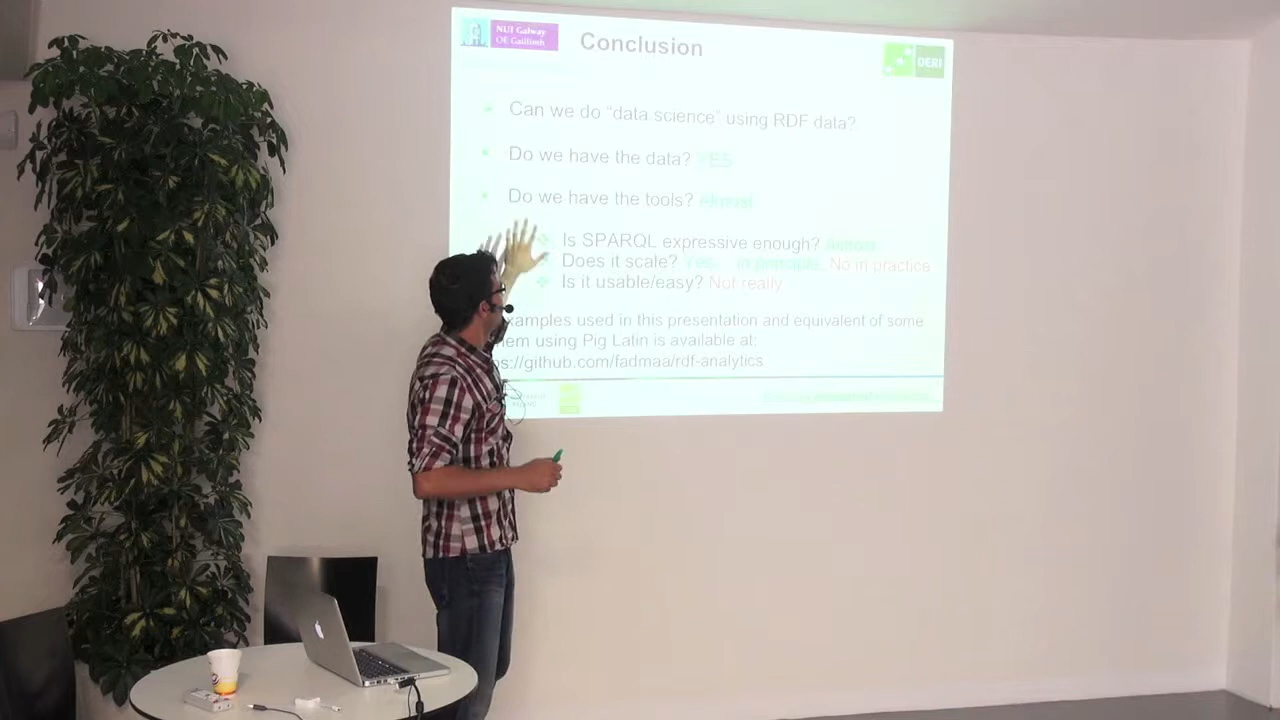 NUI Galway
OÉ Gaillimh
Conclusion
DERI
Can we do “data science” using RDF data?
Do we have the data? YES
Do we have the tools? Almost
Is SPARQL expressive enough? Almost
Does it scale? Yes, in principle, No in practice
Is it usable/easy? Not really
examples used in this presentation and equivalent of some
them using Pig Latin is available at:
://github.com/fadmaa/rdf-analytics